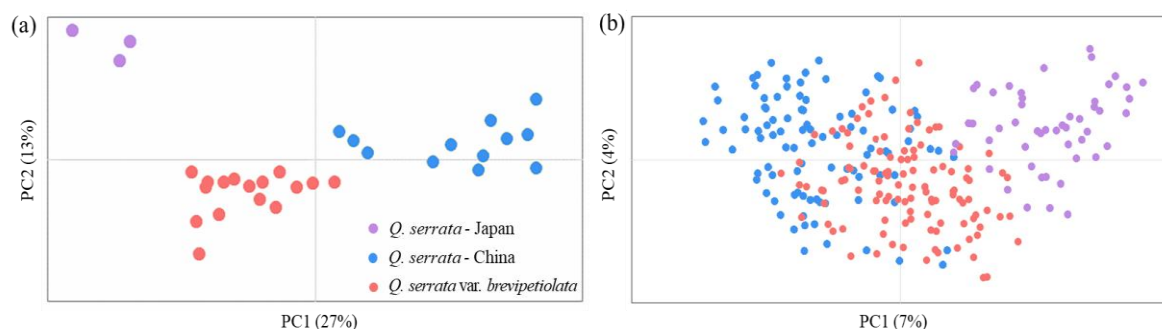 (a)
PC2 (13%)
Q. serrata - Japan
Q. serrata - China
Q. serrata var. brevipetiolata
PC1 (27%)
(b)
PC2 (4%)
PC1 (7%)